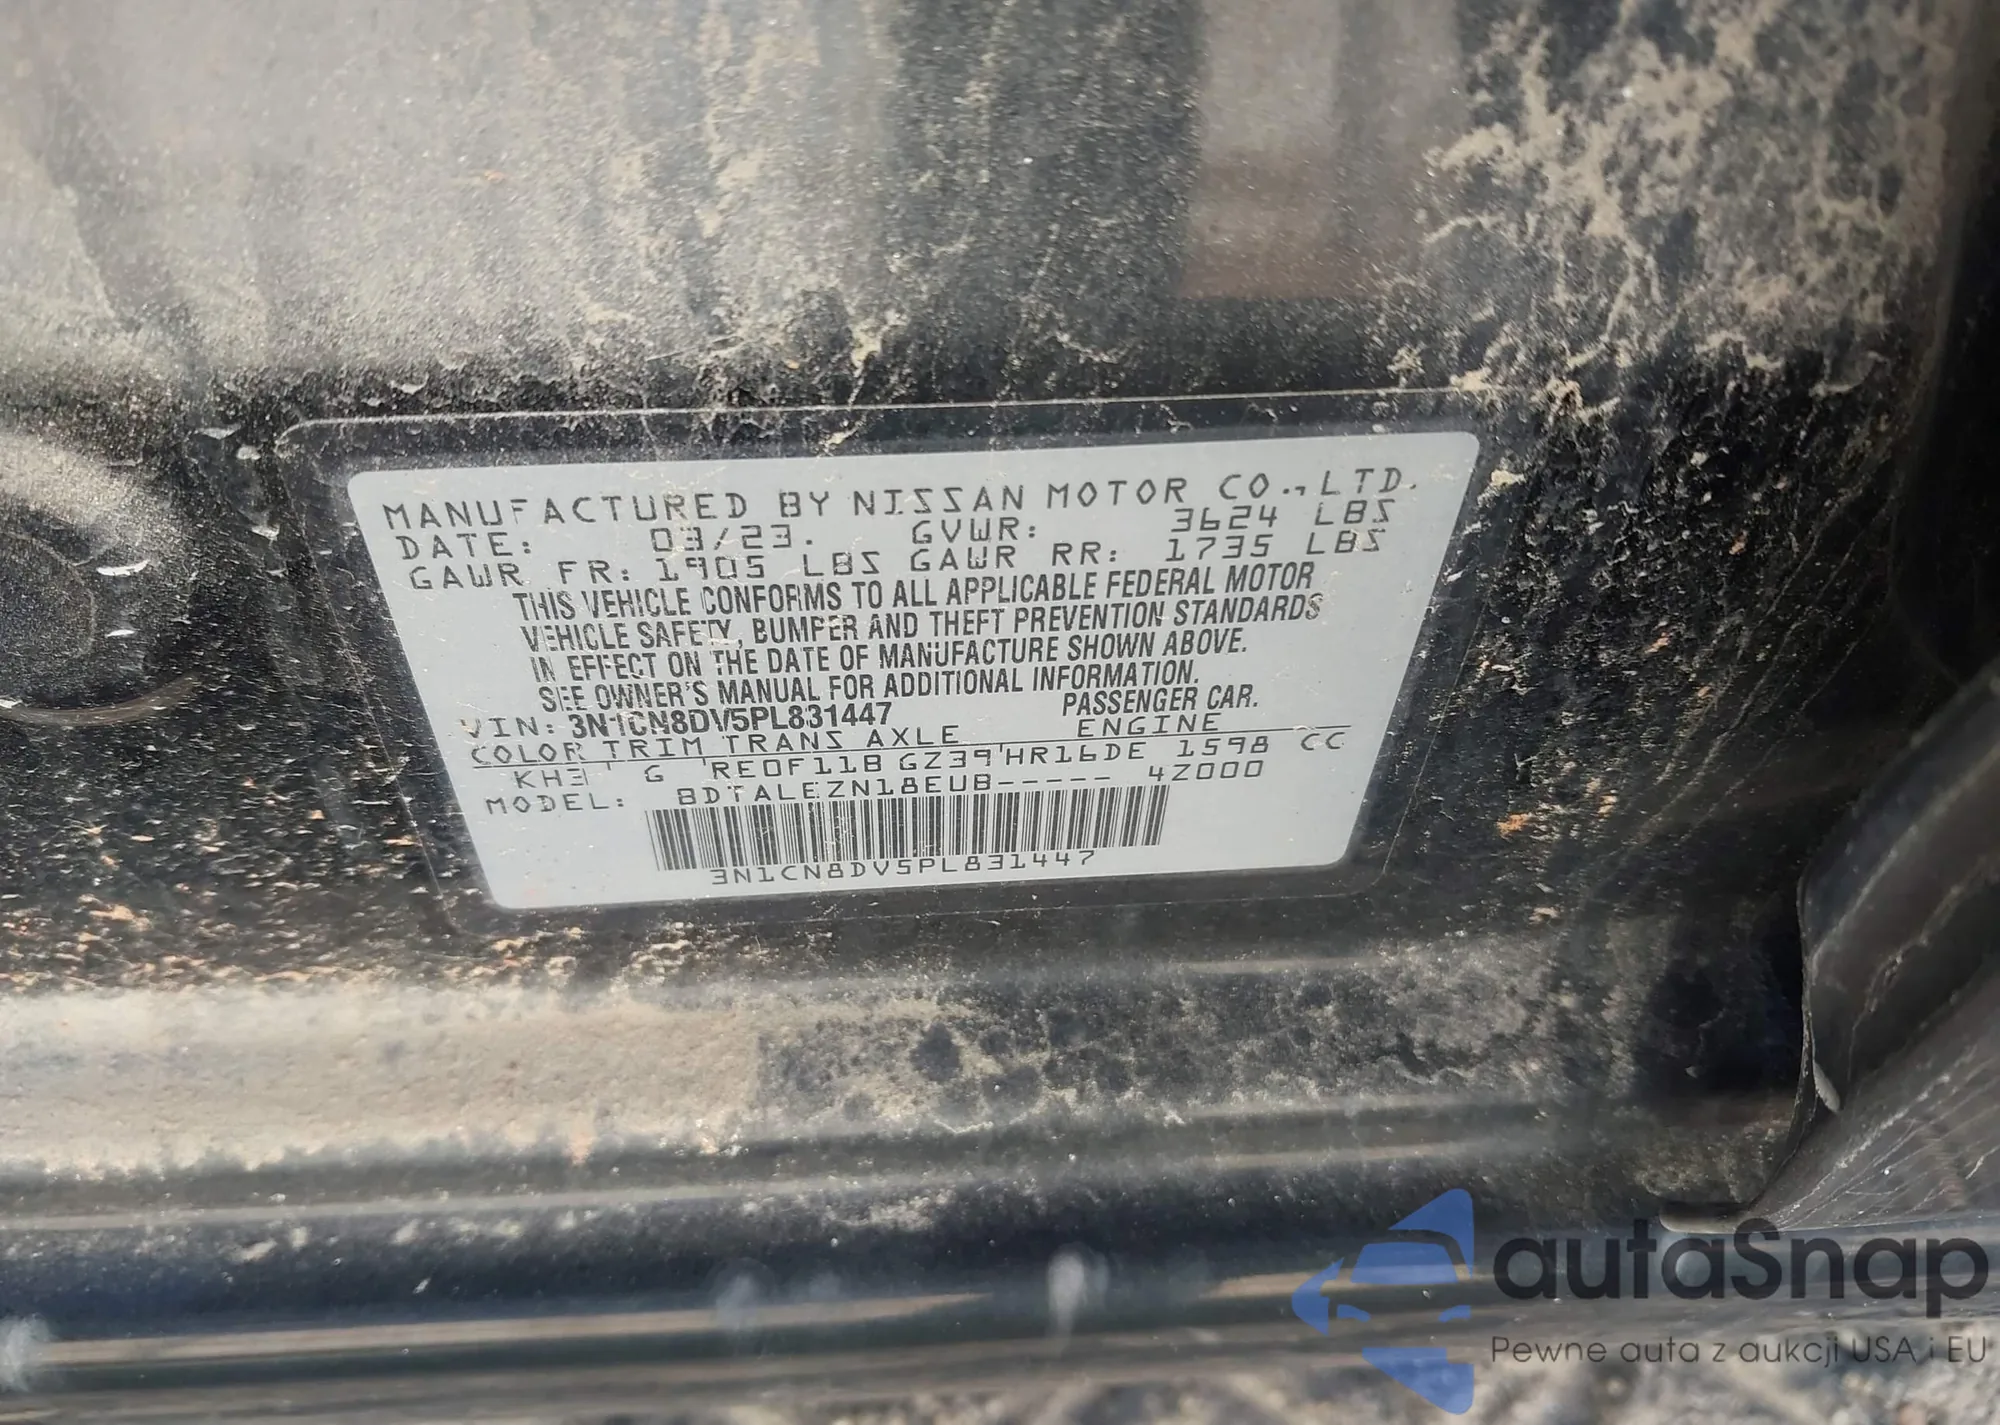 MANUFACTURED BY NISSAN MOTOR CO., LTD.
DATE: 03/23. GVWR: 3624 LBS
GAWR FR: 1905 LBS GAWR RR: 1735 LBS
THIS VEHICLE CONFORMS TO ALL APPLICABLE FEDERAL MOTOR
VEHICLE SAFETY, BUMPER AND THEFT PREVENTION STANDARDS
IN EFFECT ON THE DATE OF MANUFACTURE SHOWN ABOVE.
SEE OWNER'S MANUAL FOR ADDITIONAL INFORMATION.
VIN: 3N1CN8DV5PL831447 PASSENGER CAR.
COLOR TRIM TRANS AXLE ENGINE
KH3 G RE0F11B GZ39 HR16DE 1598 CC
MODEL: BDTALEZN18EUB----- 4Z000
3N1CN8DV5PL831447
autaSnap
Pewne auta z aukcji USA i EU